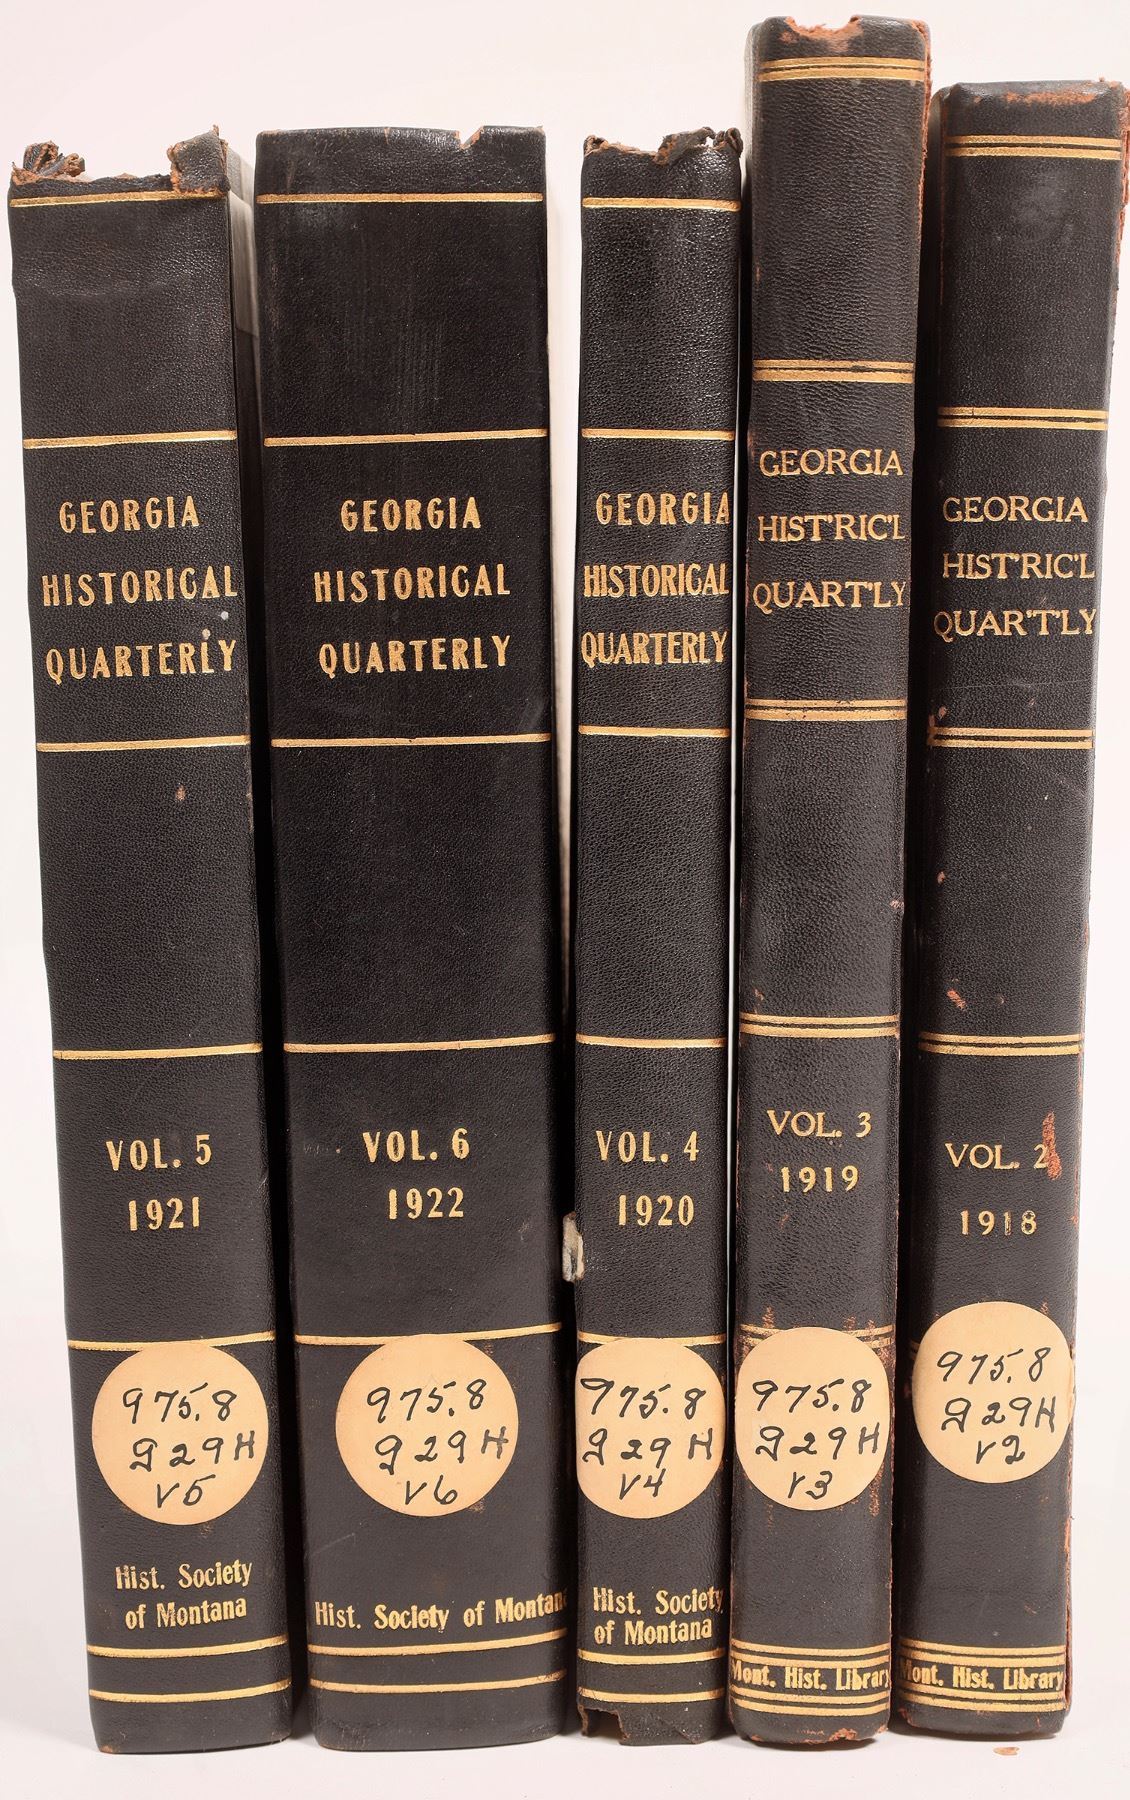 GEORGIA
HISTORICAL
QUARTERLY
VOL. 5
1921
975.8
g29H
v5
Hist. Society
of Montana
GEORGIA
HISTORICAL
QUARTERLY
VOL. 6
1922
975.8
g29H
v6
Hist. Society of Montana
GEORGIA
HISTORICAL
QUARTERLY
VOL. 4
1920
975.8
g29H
v4
Hist. Society
of Montana
GEORGIA
HIST'RIC'L
QUART'LY
VOL. 3
1919
975.8
g29H
v3
Mont. Hist. Library
GEORGIA
HIST'RIC'L
QUAR'T'LY
VOL. 2
1918
975.8
g29H
v2
Mont. Hist. Library